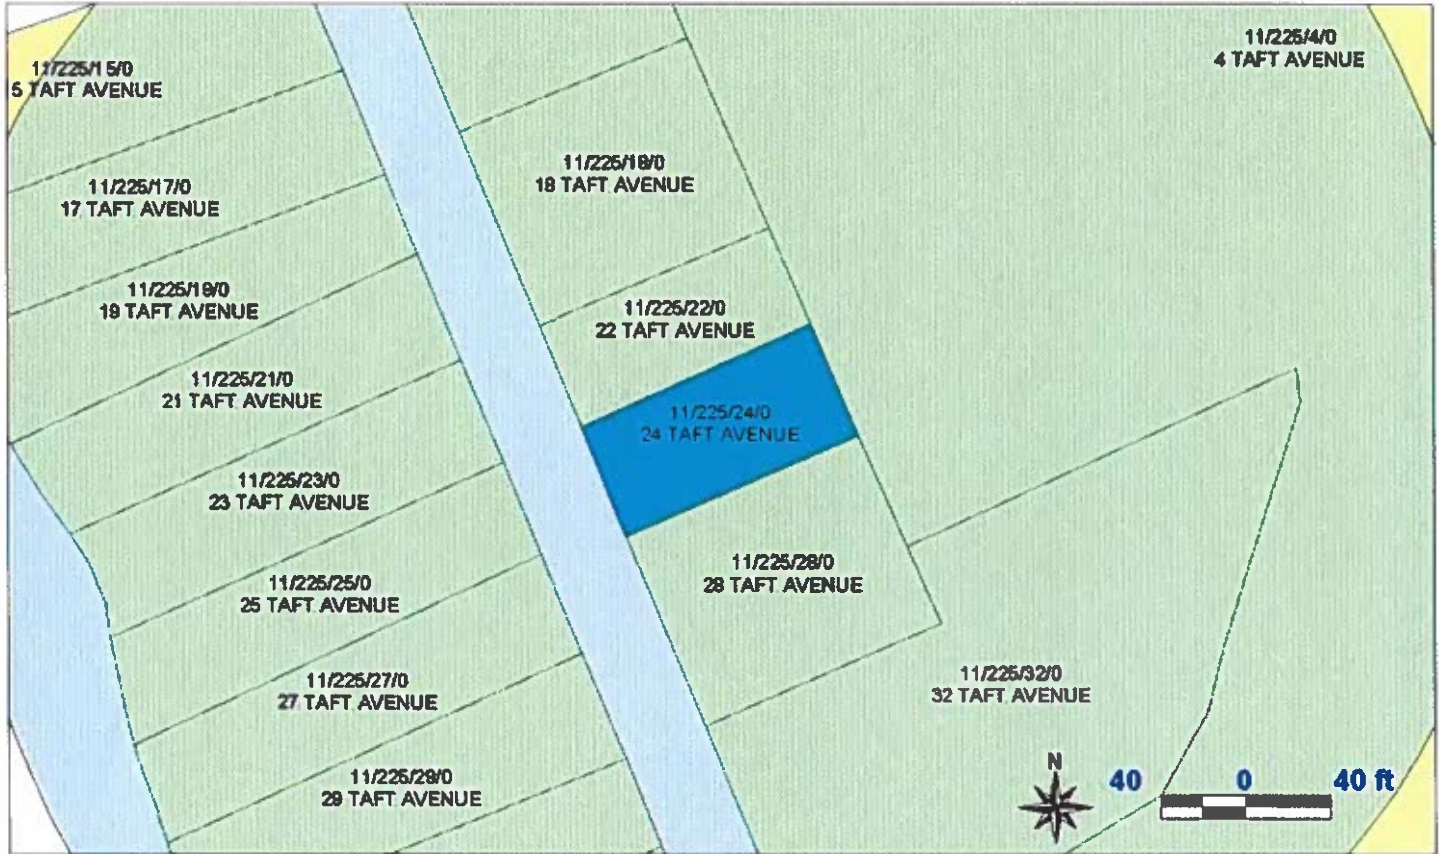 11/225/4/0
4 TAFT AVENUE
11/225/15/0
5 TAFT AVENUE
11/225/18/0
18 TAFT AVENUE
11/225/17/0
17 TAFT AVENUE
11/225/19/0
19 TAFT AVENUE
11/225/22/0
22 TAFT AVENUE
11/225/21/0
21 TAFT AVENUE
11/225/24/0
24 TAFT AVENUE
11/225/23/0
23 TAFT AVENUE
11/225/28/0
28 TAFT AVENUE
11/225/25/0
25 TAFT AVENUE
11/225/32/0
32 TAFT AVENUE
11/225/27/0
27 TAFT AVENUE
11/225/29/0
29 TAFT AVENUE
N
40 0 40 ft